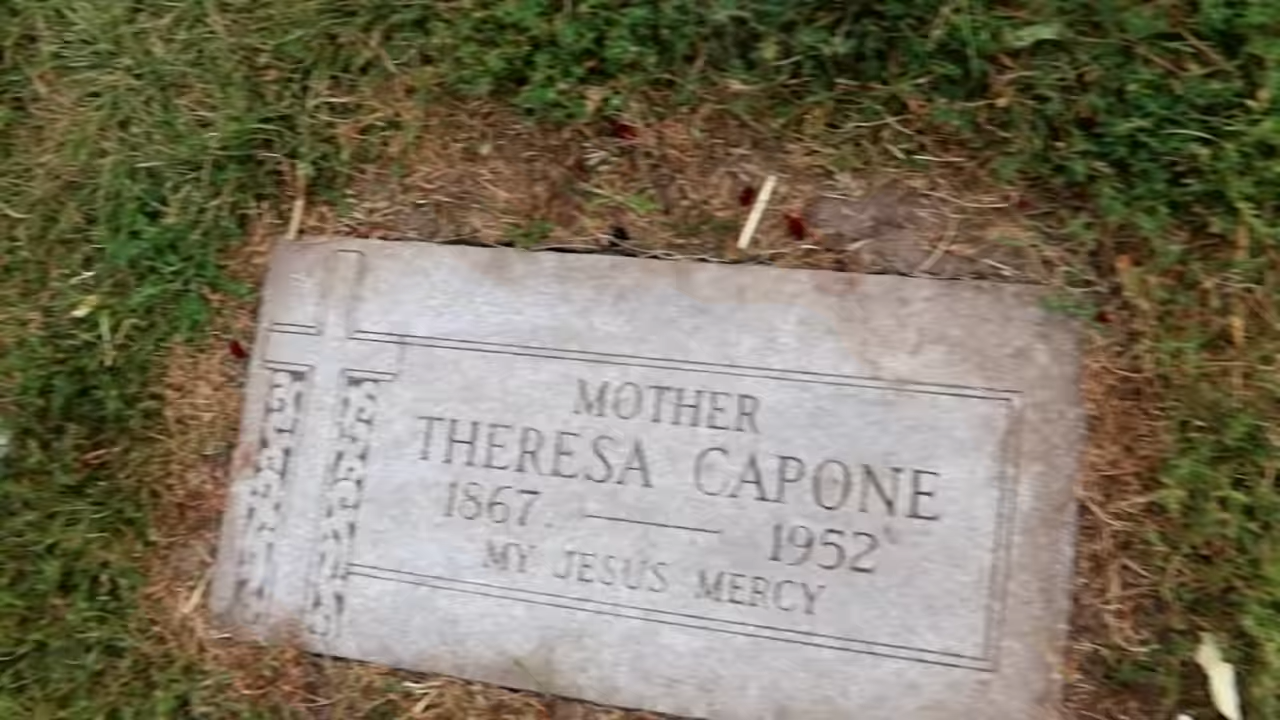 MOTHER
THERESA CAPONE
1867. — 1952
MY JESUS MERCY